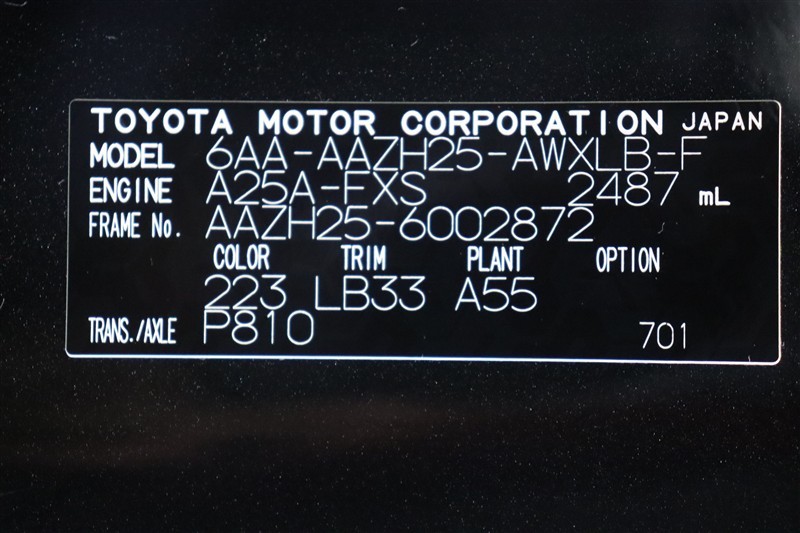 TOYOTA MOTOR CORPORATION JAPAN
MODEL 6AA-AAZH25-AWXLB-F
ENGINE A25A-FXS 2487 mL
FRAME No. AAZH25-6002872
COLOR TRIM PLANT OPTION
223 LB33 A55
TRANS./AXLE P810 701